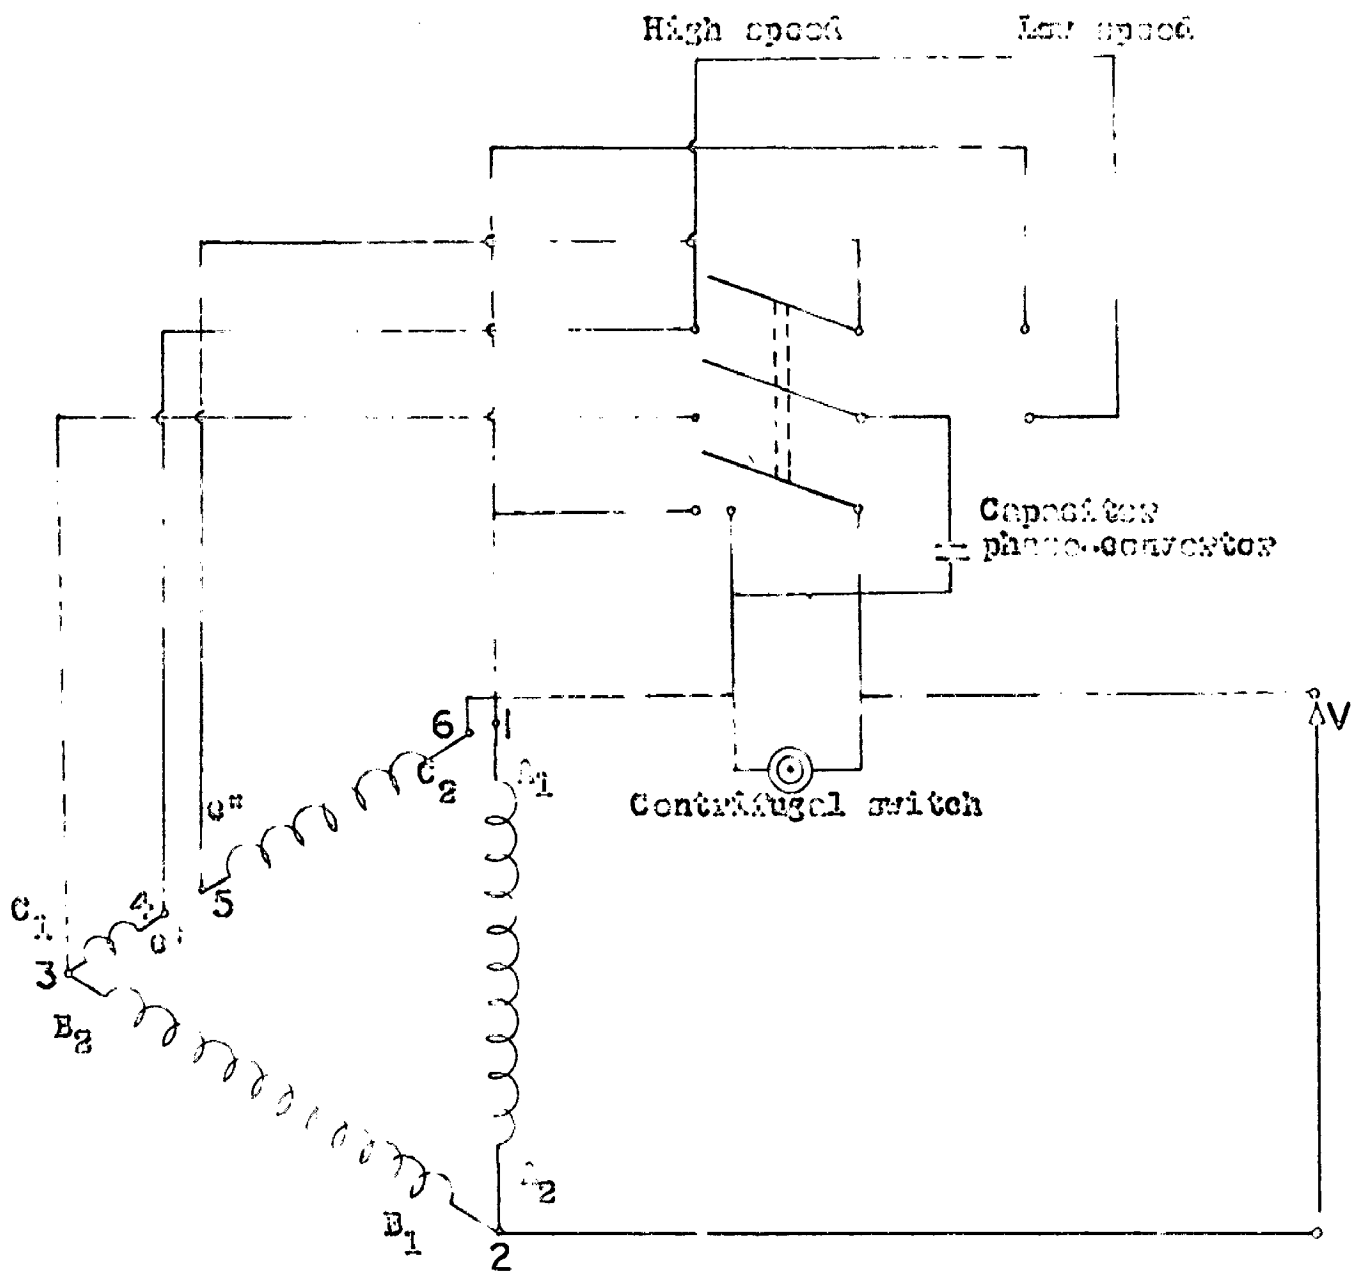 High speed
Low speed
Capacitor
phase-convertor
V
6
1
C2
A1
Centrifugal switch
C"
4
5
C1
C'
3
B2
A2
B1
2